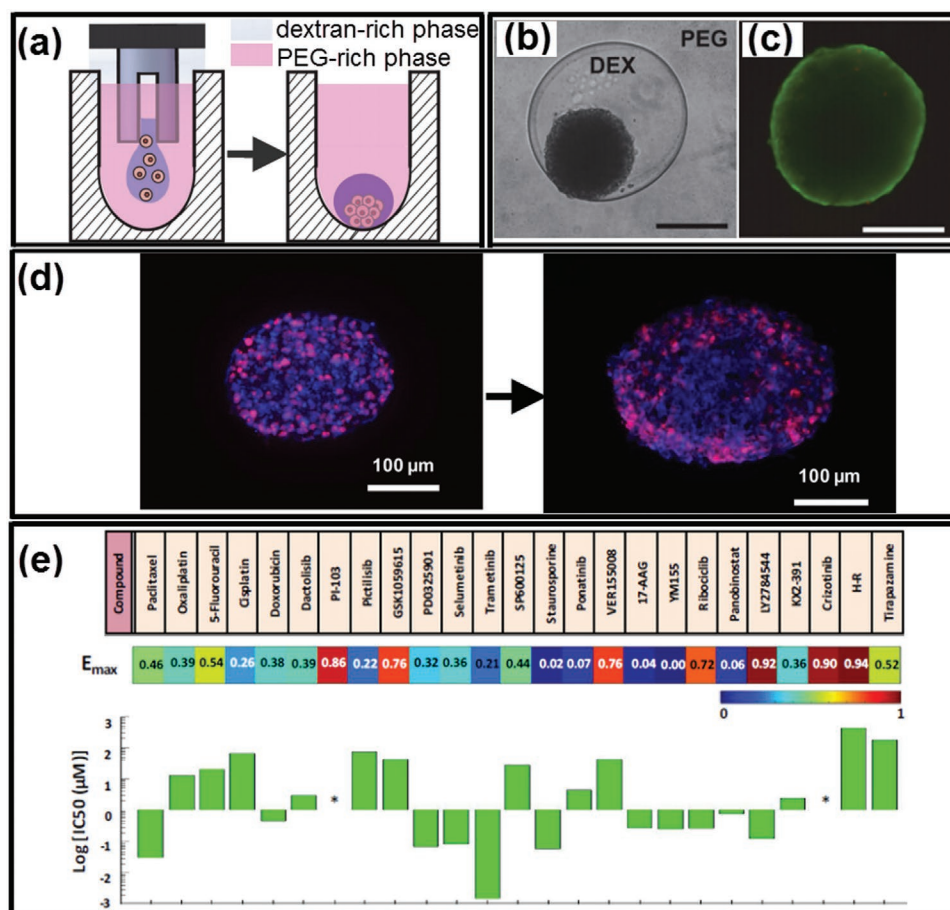 (a)
dextran-rich phase
PEG-rich phase
(b)
PEG
DEX
(c)
(d)
100 µm
100 µm
(e)
Compound
Paclitaxel
Oxaliplatin
5-Fluorouracil
Cisplatin
Doxorubicin
Dactolisib
PI-103
Pictilisib
GSK1059615
PD0325901
Selumetinib
Trametinib
SP600125
Staurosporine
Ponatinib
VER155008
17-AAG
YM155
Ribociclib
Panobinostat
LY2784544
KX2-391
Crizotinib
H-R
Tirapazamine
Emax 0.46 0.39 0.54 0.26 0.38 0.39 0.86 0.22 0.76 0.32 0.36 0.21 0.44 0.02 0.07 0.76 0.04 0.00 0.72 0.06 0.92 0.36 0.90 0.94 0.52
0 1
Log [IC50 (µM)]
3
2
1
0
-1
-2
-3
* *